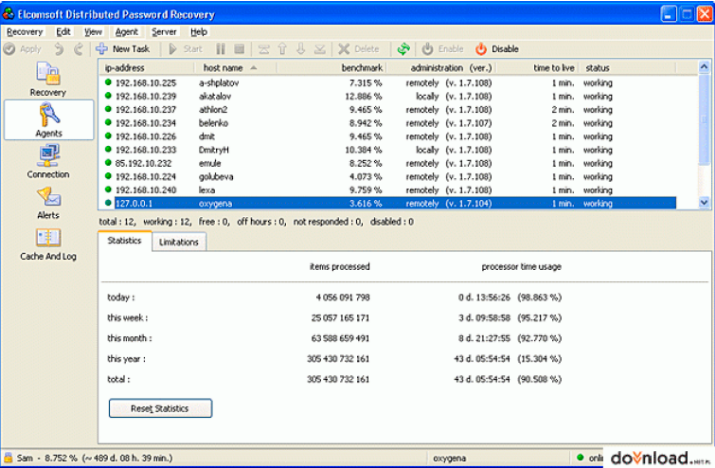 Elcomsoft Distributed Password Recovery
Recovery Edit View Agent Server Help
Apply New Task Start Delete Enable Disable
ip-address host name benchmark administration (ver.) time to live status
192.168.10.225 a-shplatov 7.315 % remotely (v. 1.7.108) 1 min. working
192.168.10.239 akatalov 12.886 % locally (v. 1.7.108) 1 min. working
192.168.10.237 athlon2 9.465 % remotely (v. 1.7.108) 2 min. working
192.168.10.234 belenko 8.942 % remotely (v. 1.7.107) 2 min. working
192.168.10.226 dmit 9.465 % remotely (v. 1.7.108) 1 min. working
192.168.10.233 DmitryH 10.384 % locally (v. 1.7.108) 1 min. working
85.192.10.232 emule 8.252 % remotely (v. 1.7.108) 1 min. working
192.168.10.224 golubeva 4.073 % remotely (v. 1.7.108) 1 min. working
192.168.10.240 lexa 9.759 % remotely (v. 1.7.108) 1 min. working
127.0.0.1 oxygena 3.616 % remotely (v. 1.7.104) 1 min. working
Recovery
Agents
Connection
Alerts
Cache And Log
total : 12, working : 12, free : 0, off hours : 0, not responded : 0, disabled : 0
Statistics Limitations
items processed processor time usage
today : 4 056 091 798 0 d. 13:56:26 (98.863 %)
this week : 25 057 165 171 3 d. 09:58:58 (95.217 %)
this month : 63 588 659 491 8 d. 21:27:55 (92.770 %)
this year : 305 430 732 161 43 d. 05:54:54 (15.304 %)
total : 305 430 732 161 43 d. 05:54:54 (90.508 %)
Reset Statistics
Sam - 8.752 % (~ 489 d. 08 h. 39 min.) oxygena onli
download.NET.PL